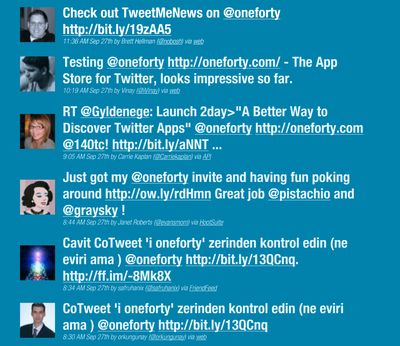 Check out TweetMeNews on @oneforty
http://bit.ly/19zAA5
11:36 AM Sep 27th by Brett Hellman (@noboshi) via web
Testing @oneforty http://oneforty.com/ - The App
Store for Twitter, looks impressive so far.
10:19 AM Sep 27th by Vinay (@Vinay) via web
RT @Gyldenege: Launch 2day>"A Better Way to
Discover Twitter Apps" @oneforty http://oneforty.com
@140tc! http://bit.ly/aNNT ...
9:05 AM Sep 27th by Carrie Kaplan (@Carriekaplan) via API
Just got my @oneforty invite and having fun poking
around http://ow.ly/rdHmn Great job @pistachio and
@graysky !
8:44 AM Sep 27th by Janet Roberts (@evansmom) via HootSuite
Cavit CoTweet 'i oneforty' zerinden kontrol edin (ne
eviri ama ) @oneforty http://bit.ly/13QCnq.
http://ff.im/-8Mk8X
8:34 AM Sep 27th by safruhanix (@safruhanix) via FriendFeed
CoTweet 'i oneforty' zerinden kontrol edin (ne eviri
ama ) @oneforty http://bit.ly/13QCnq
8:30 AM Sep 27th by orkungunay (@orkungunay) via web